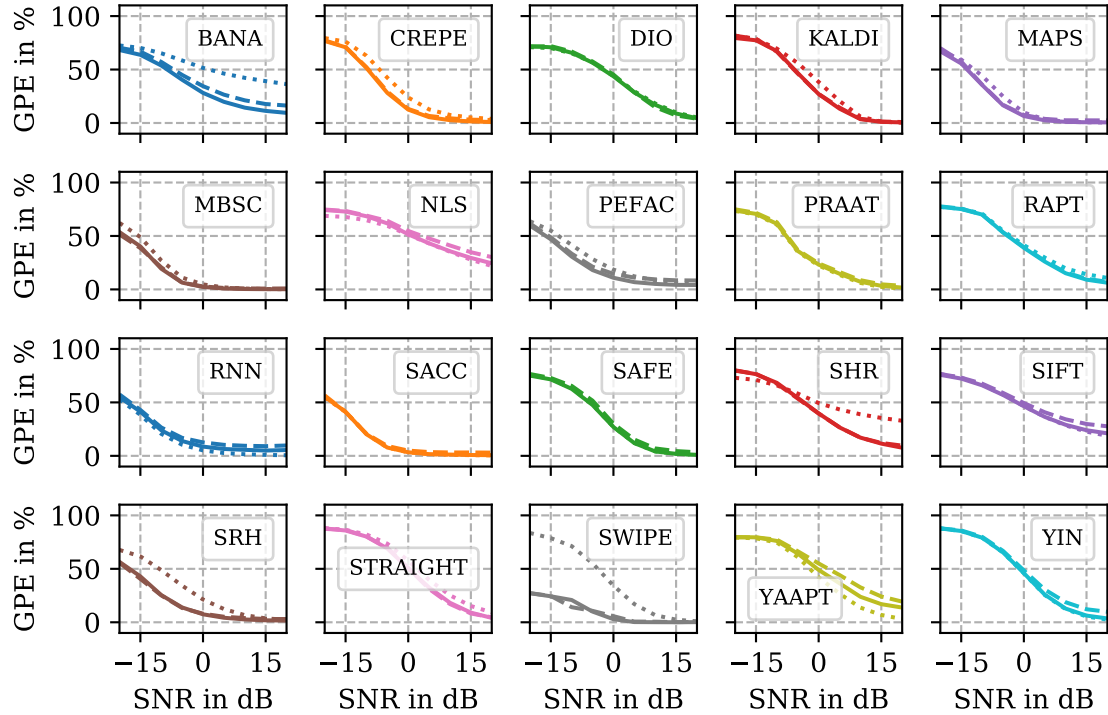 GPE in %
100
50
0
BANA
CREPE
DIO
KALDI
MAPS
GPE in %
100
50
0
MBSC
NLS
PEFAC
PRAAT
RAPT
GPE in %
100
50
0
RNN
SACC
SAFE
SHR
SIFT
GPE in %
100
50
0
SRH
STRAIGHT
SWIPE
YAAPT
YIN
−15 0 15
−15 0 15
−15 0 15
−15 0 15
−15 0 15
SNR in dB
SNR in dB
SNR in dB
SNR in dB
SNR in dB